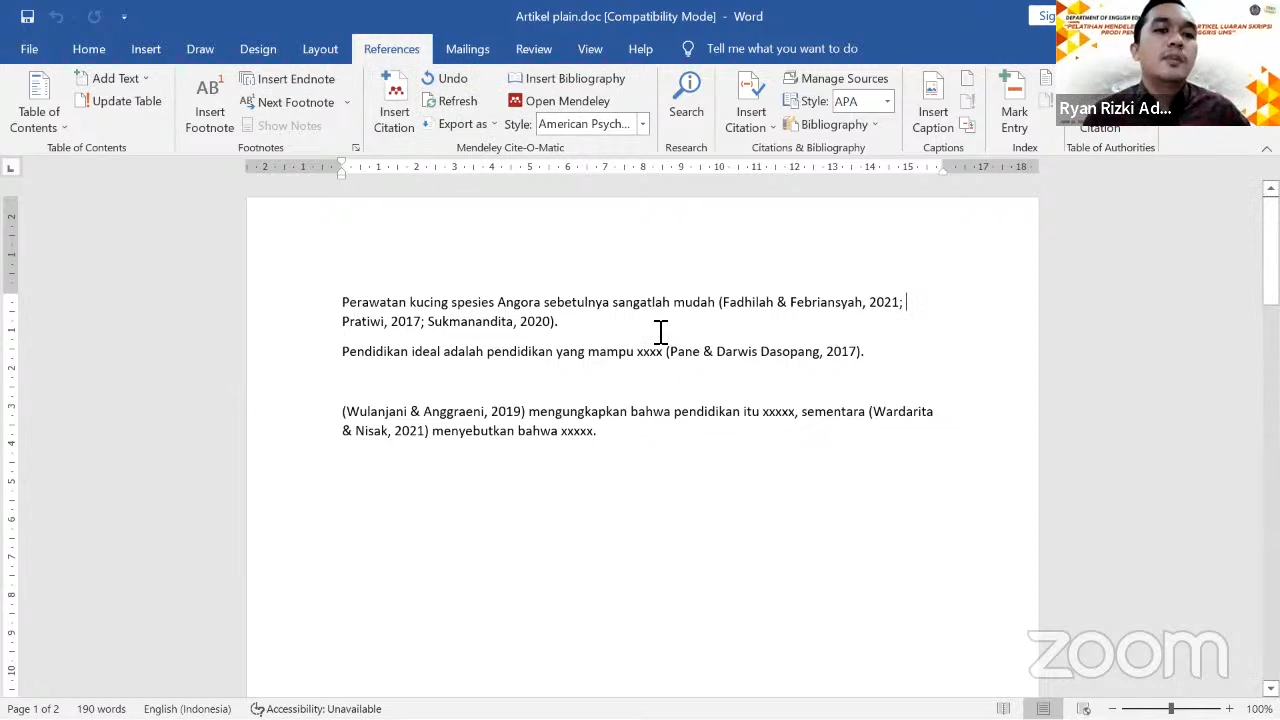 Artikel plan.doc [Compatibility Mode] - Word
File Home Insert Draw Design Layout References Mailings Review View Help Tell me what you want to do
Add Text
Update Table
Table of Contents
Table of Contents
AB1
Insert Footnote
Insert Endnote
Next Footnote
Show Notes
Footnotes
Insert Citation
Undo
Refresh
Export as
Insert Bibliography
Open Mendeley
Style: American Psych...
Mendeley Cite-O-Matic
Search
Research
Insert Citation
Manage Sources
Style: APA
Bibliography
Citations & Bibliography
Insert Caption
Captions
Mark Entry
Index
Citation
Table of Authorities
DEPARTMENT OF ENGLISH
Ryan Rizki Ad...
Perawatan kucing spesies Angora sebetulnya sangatlah mudah (Fadhilah & Febriansyah, 2021;
Pratiwi, 2017; Sukmanandita, 2020).
Pendidikan ideal adalah pendidikan yang mampu xxxx (Pane & Darwis Dasopang, 2017).
(Wulanjani & Anggraeni, 2019) mengungkapkan bahwa pendidikan itu xxxxx, sementara (Wardarita
& Nisak, 2021) menyebutkan bahwa xxxxx.
zoom
Page 1 of 2 190 words English (Indonesia) Accessibility: Unavailable 100%